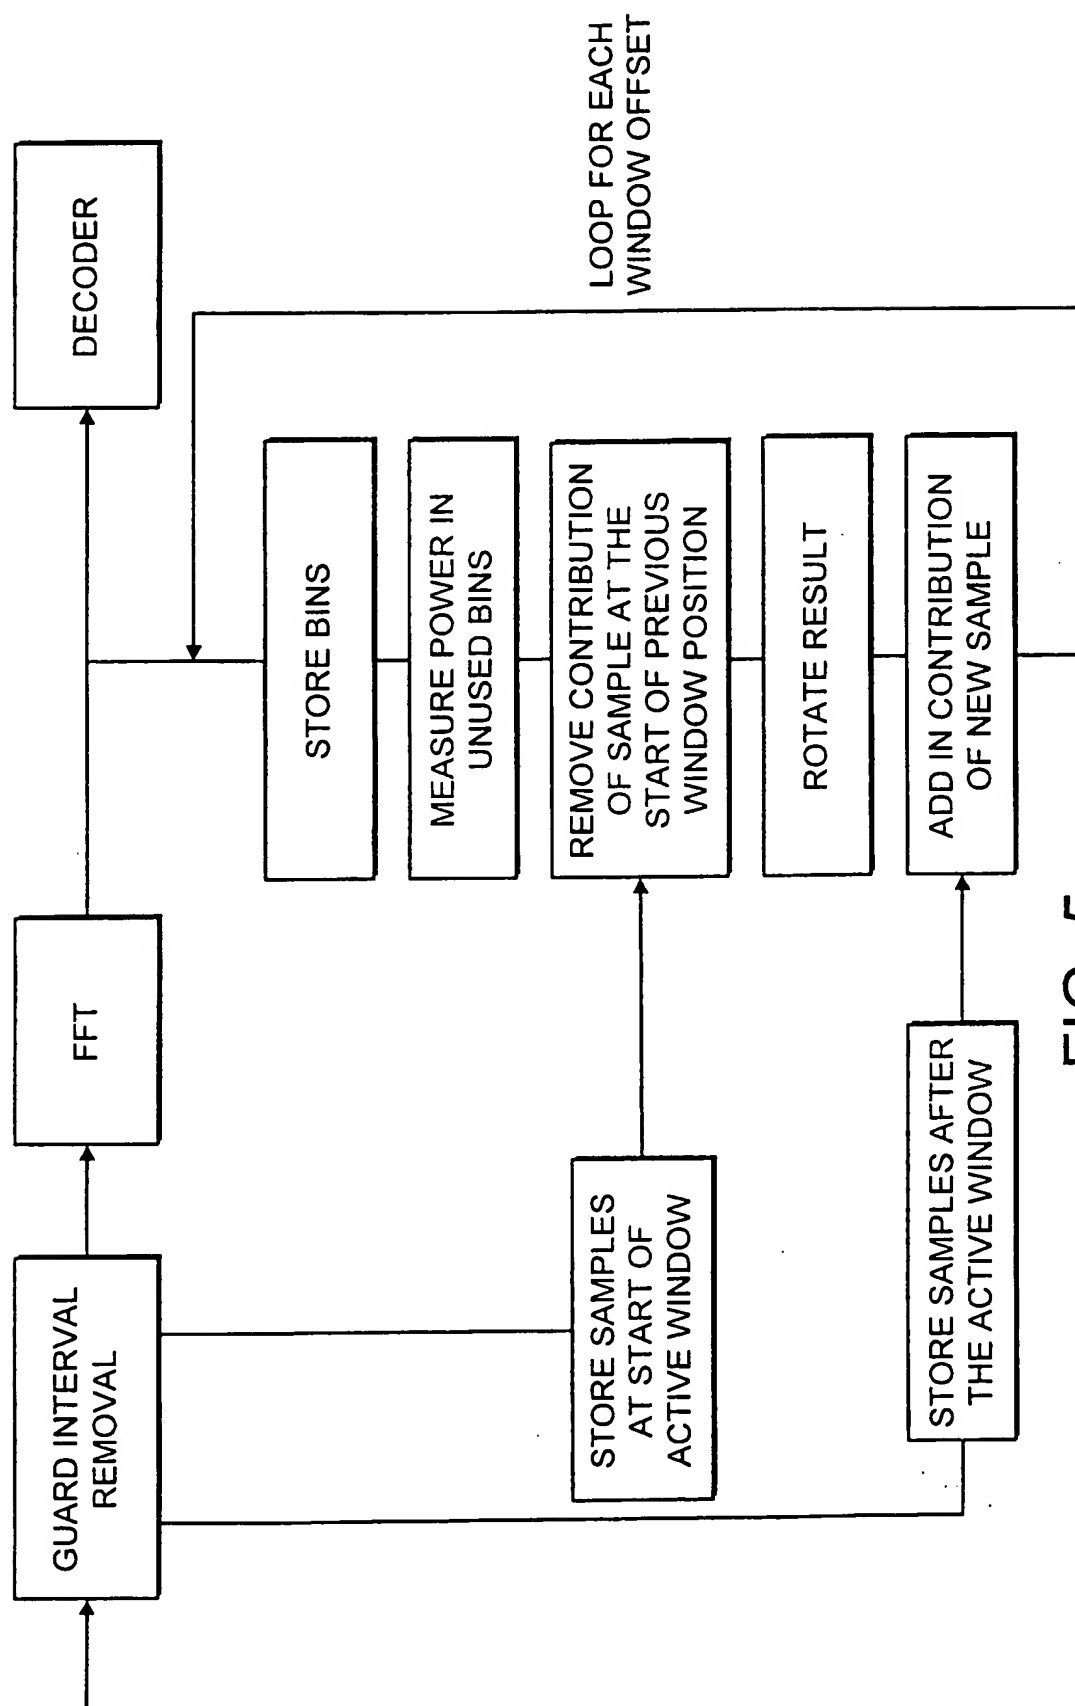 GUARD INTERVAL
REMOVAL
FFT
DECODER
STORE BINS
MEASURE POWER IN
UNUSED BINS
REMOVE CONTRIBUTION
OF SAMPLE AT THE
START OF PREVIOUS
WINDOW POSITION
ROTATE RESULT
ADD IN CONTRIBUTION
OF NEW SAMPLE
LOOP FOR EACH
WINDOW OFFSET
STORE SAMPLES
AT START OF
ACTIVE WINDOW
STORE SAMPLES AFTER
THE ACTIVE WINDOW